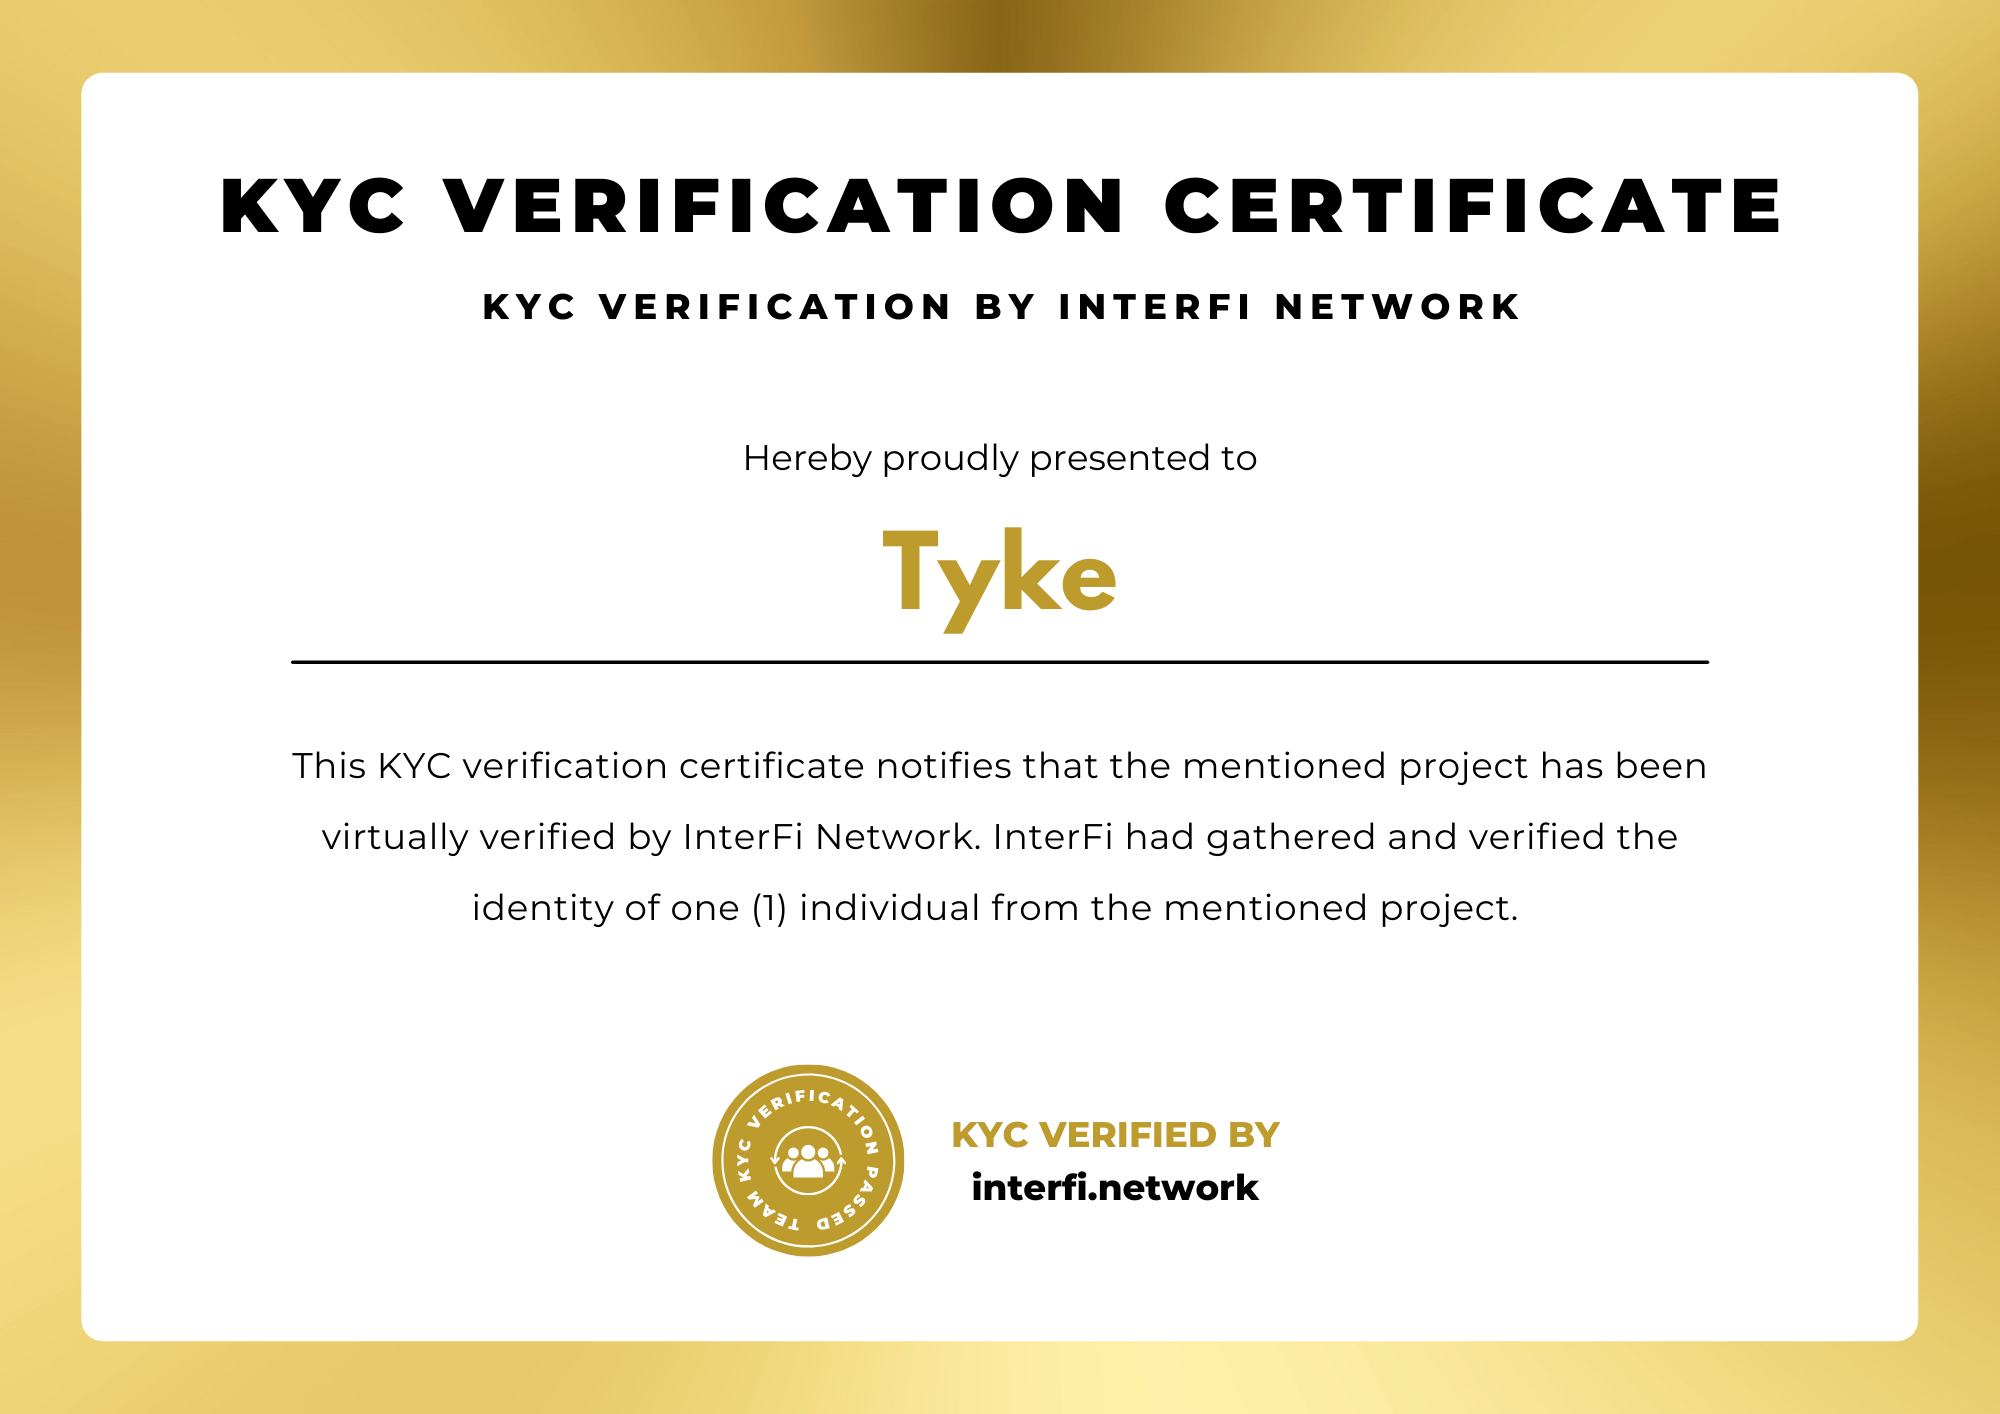 KYC VERIFICATION CERTIFICATE
KYC VERIFICATION BY INTERFI NETWORK
Hereby proudly presented to
Tyke
This KYC verification certificate notifies that the mentioned project has been
virtually verified by InterFi Network. InterFi had gathered and verified the
identity of one (1) individual from the mentioned project.
TEAM KYC VERIFICATION PASSED
KYC VERIFIED BY
interfi.network